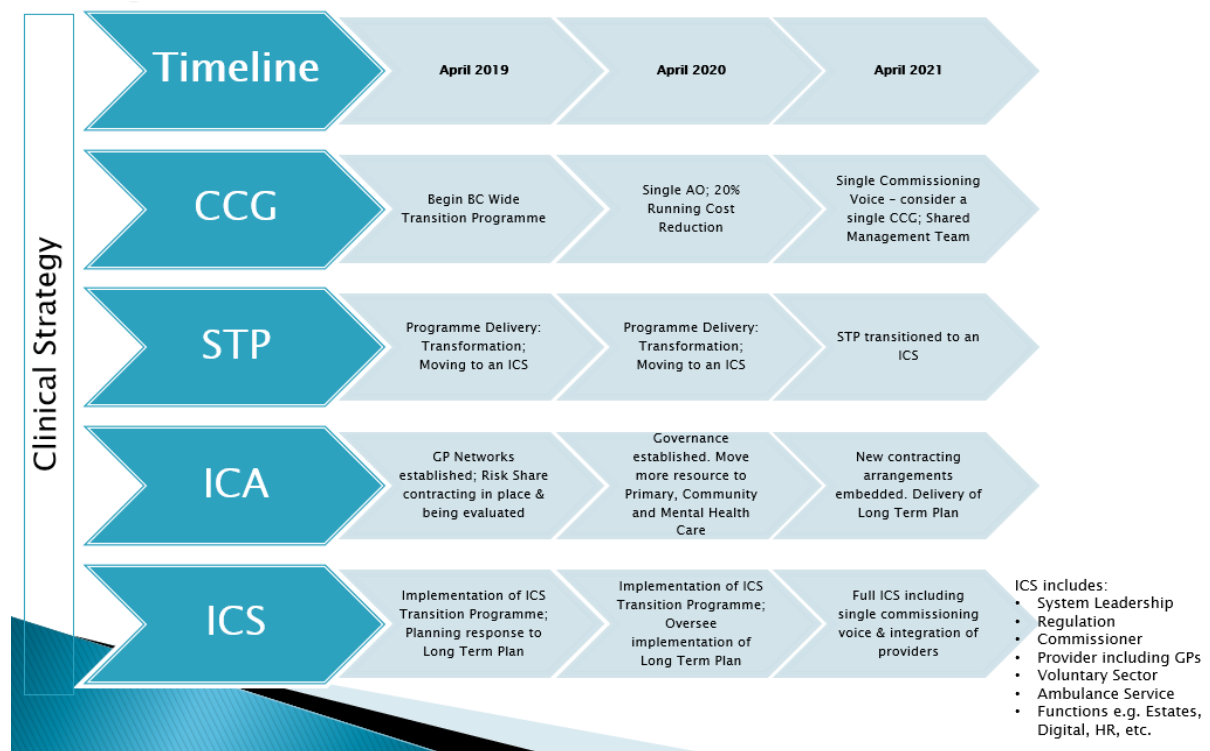 Clinical Strategy
Timeline
April 2019
April 2020
April 2021
CCG
Begin BC Wide
Transition Programme
Single AO; 20%
Running Cost
Reduction
Single Commissioning
Voice – consider a
single CCG; Shared
Management Team
STP
Programme Delivery:
Transformation;
Moving to an ICS
Programme Delivery:
Transformation;
Moving to an ICS
STP transitioned to an
ICS
ICA
GP Networks
established; Risk Share
contracting in place &
being evaluated
Governance
established. Move
more resource to
Primary, Community
and Mental Health
Care
New contracting
arrangements
embedded. Delivery of
Long Term Plan
ICS
Implementation of ICS
Transition Programme;
Planning response to
Long Term Plan
Implementation of ICS
Transition Programme;
Oversee
implementation of
Long Term Plan
Full ICS including
single commissioning
voice & integration of
providers
ICS includes:
• System Leadership
• Regulation
• Commissioner
• Provider including GPs
• Voluntary Sector
• Ambulance Service
• Functions e.g. Estates,
Digital, HR, etc.